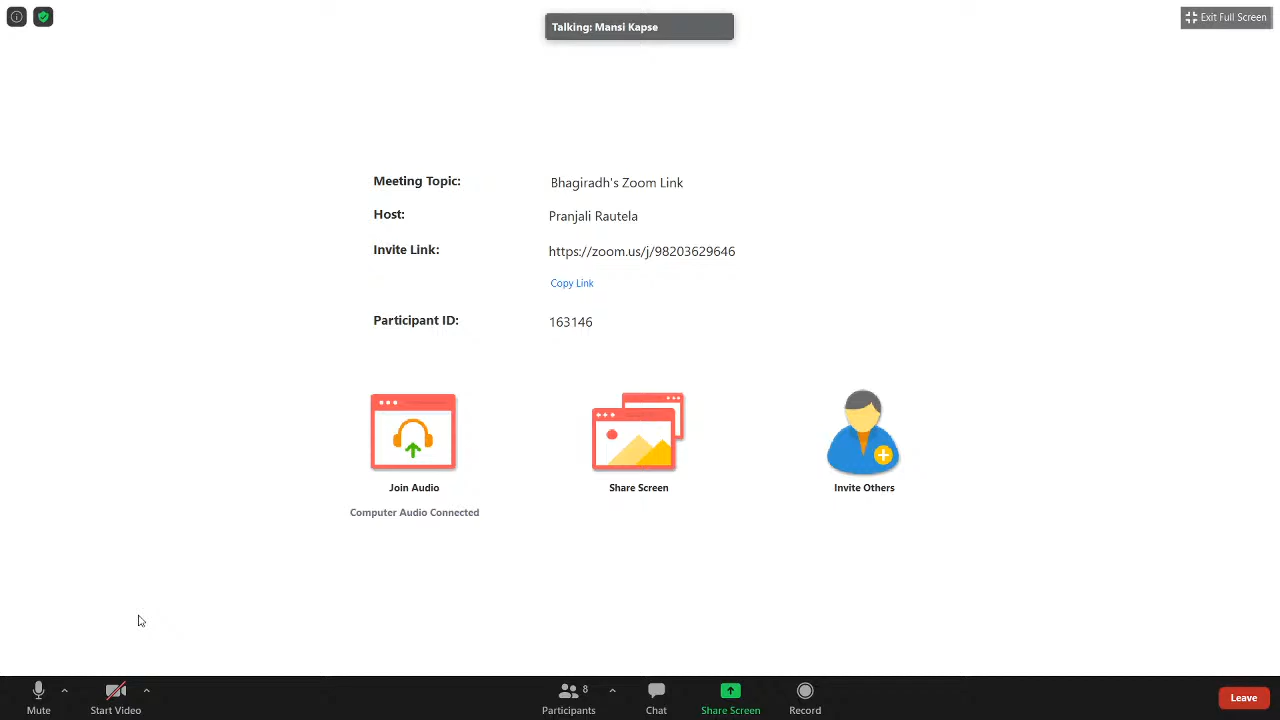 Talking: Mansi Kapse
Exit Full Screen
Meeting Topic: Bhagiradh's Zoom Link
Host: Pranjali Rautela
Invite Link: https://zoom.us/j/98203629646
Copy Link
Participant ID: 163146
Join Audio
Share Screen
Invite Others
Computer Audio Connected
Mute
Start Video
Participants 8
Chat
Share Screen
Record
Leave